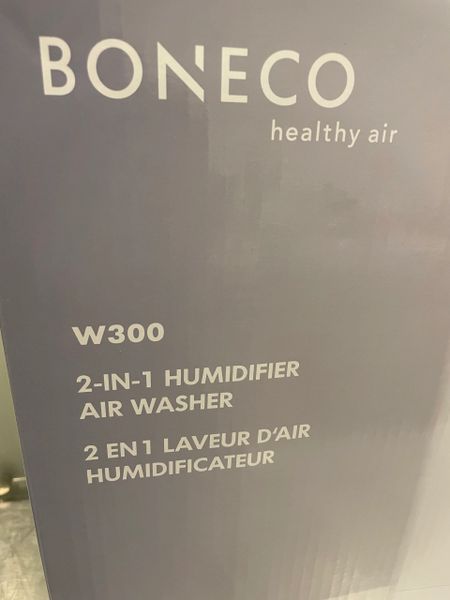 BONECO
healthy air
W300
2-IN-1 HUMIDIFIER
AIR WASHER
2 EN 1 LAVEUR D'AIR
HUMIDIFICATEUR